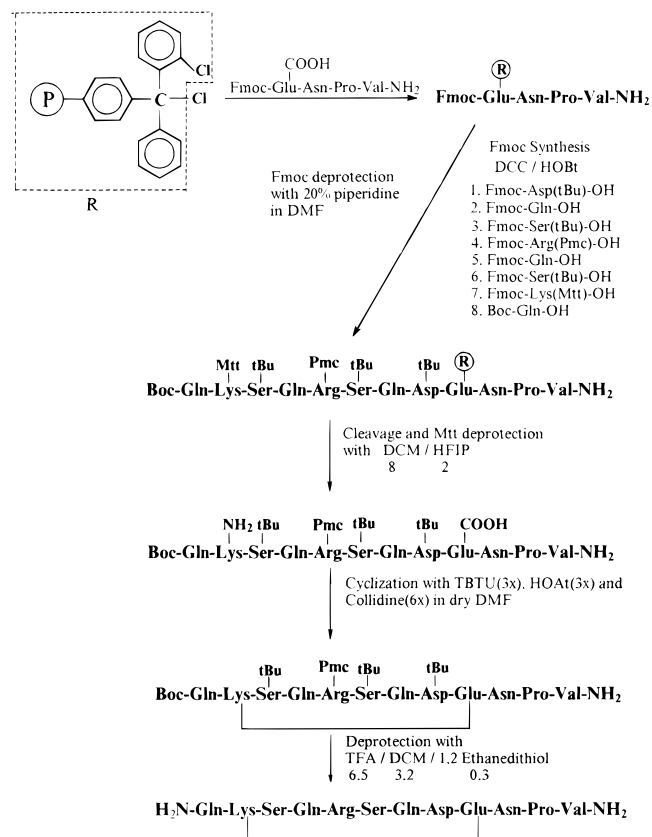 COOH
Fmoc-Glu-Asn-Pro-Val-NH2
Cl
P
C
Cl
R
R
Fmoc-Glu-Asn-Pro-Val-NH2
Fmoc deprotection
with 20% piperidine
in DMF
Fmoc Synthesis
DCC / HOBt
1. Fmoc-Asp(tBu)-OH
2. Fmoc-Gln-OH
3. Fmoc-Ser(tBu)-OH
4. Fmoc-Arg(Pmc)-OH
5. Fmoc-Gln-OH
6. Fmoc-Ser(tBu)-OH
7. Fmoc-Lys(Mtt)-OH
8. Boc-Gln-OH
Mtt tBu Pmc tBu tBu R
Boc-Gln-Lys-Ser-Gln-Arg-Ser-Gln-Asp-Glu-Asn-Pro-Val-NH2
Cleavage and Mtt deprotection
with DCM / HFIP
8 2
NH2 tBu Pmc tBu tBu COOH
Boc-Gln-Lys-Ser-Gln-Arg-Ser-Gln-Asp-Glu-Asn-Pro-Val-NH2
Cyclization with TBTU(3x), HOAt(3x) and
Collidine(6x) in dry DMF
tBu Pmc tBu tBu
Boc-Gln-Lys-Ser-Gln-Arg-Ser-Gln-Asp-Glu-Asn-Pro-Val-NH2
Deprotection with
TFA / DCM / 1,2 Ethanedithiol
6.5 3.2 0.3
H2N-Gln-Lys-Ser-Gln-Arg-Ser-Gln-Asp-Glu-Asn-Pro-Val-NH2